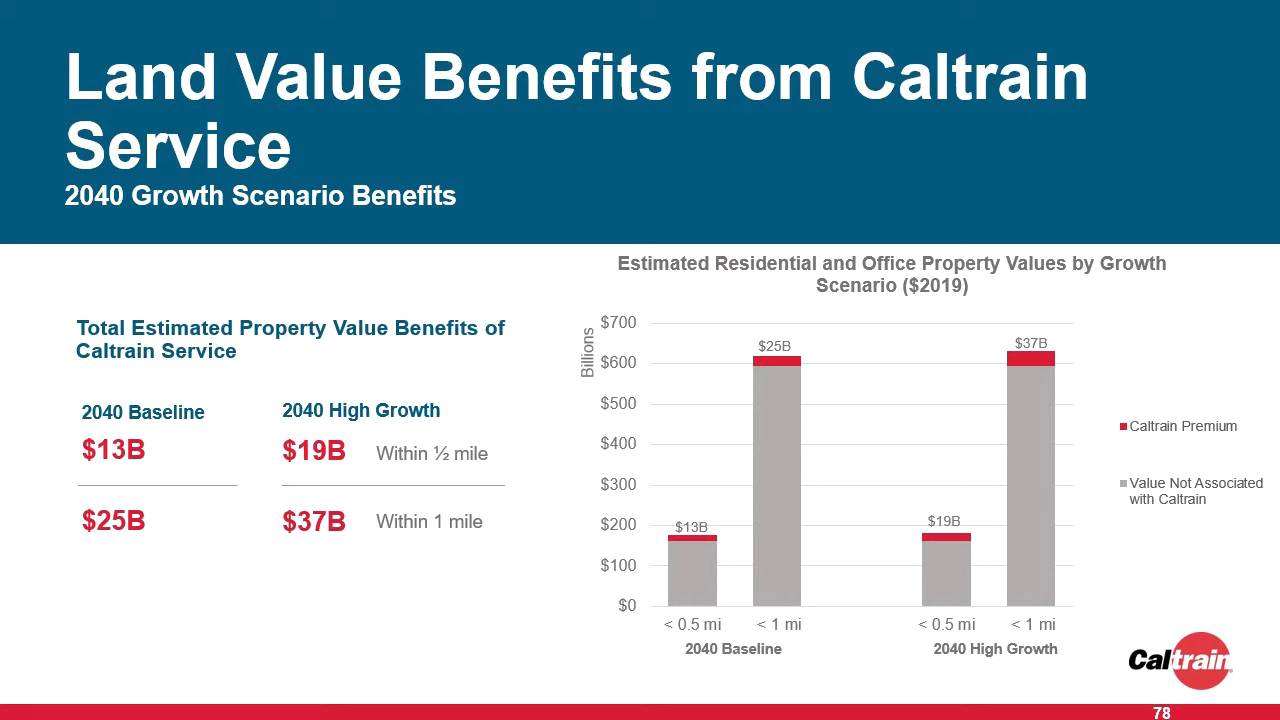 Land Value Benefits from Caltrain
Service
2040 Growth Scenario Benefits
Total Estimated Property Value Benefits of
Caltrain Service
2040 Baseline
2040 High Growth
$13B
$19B
Within ½ mile
$25B
$37B
Within 1 mile
Estimated Residential and Office Property Values by Growth
Scenario ($2019)
Billions
$700
$600
$500
$400
$300
$200
$100
$0
$13B
$25B
$19B
$37B
< 0.5 mi
< 1 mi
< 0.5 mi
< 1 mi
2040 Baseline
2040 High Growth
Caltrain Premium
Value Not Associated
with Caltrain
Caltrain
78